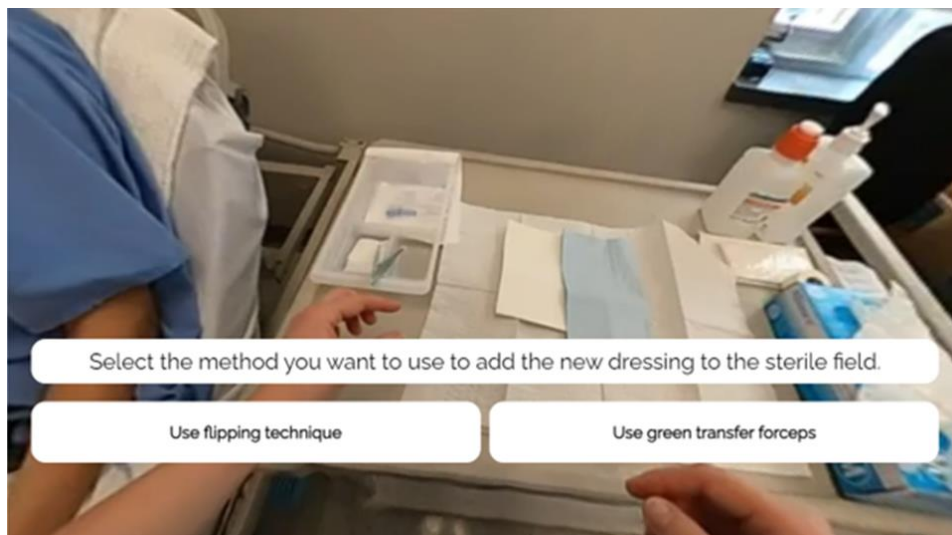 Select the method you want to use to add the new dressing to the sterile field.
Use flipping technique
Use green transfer forceps